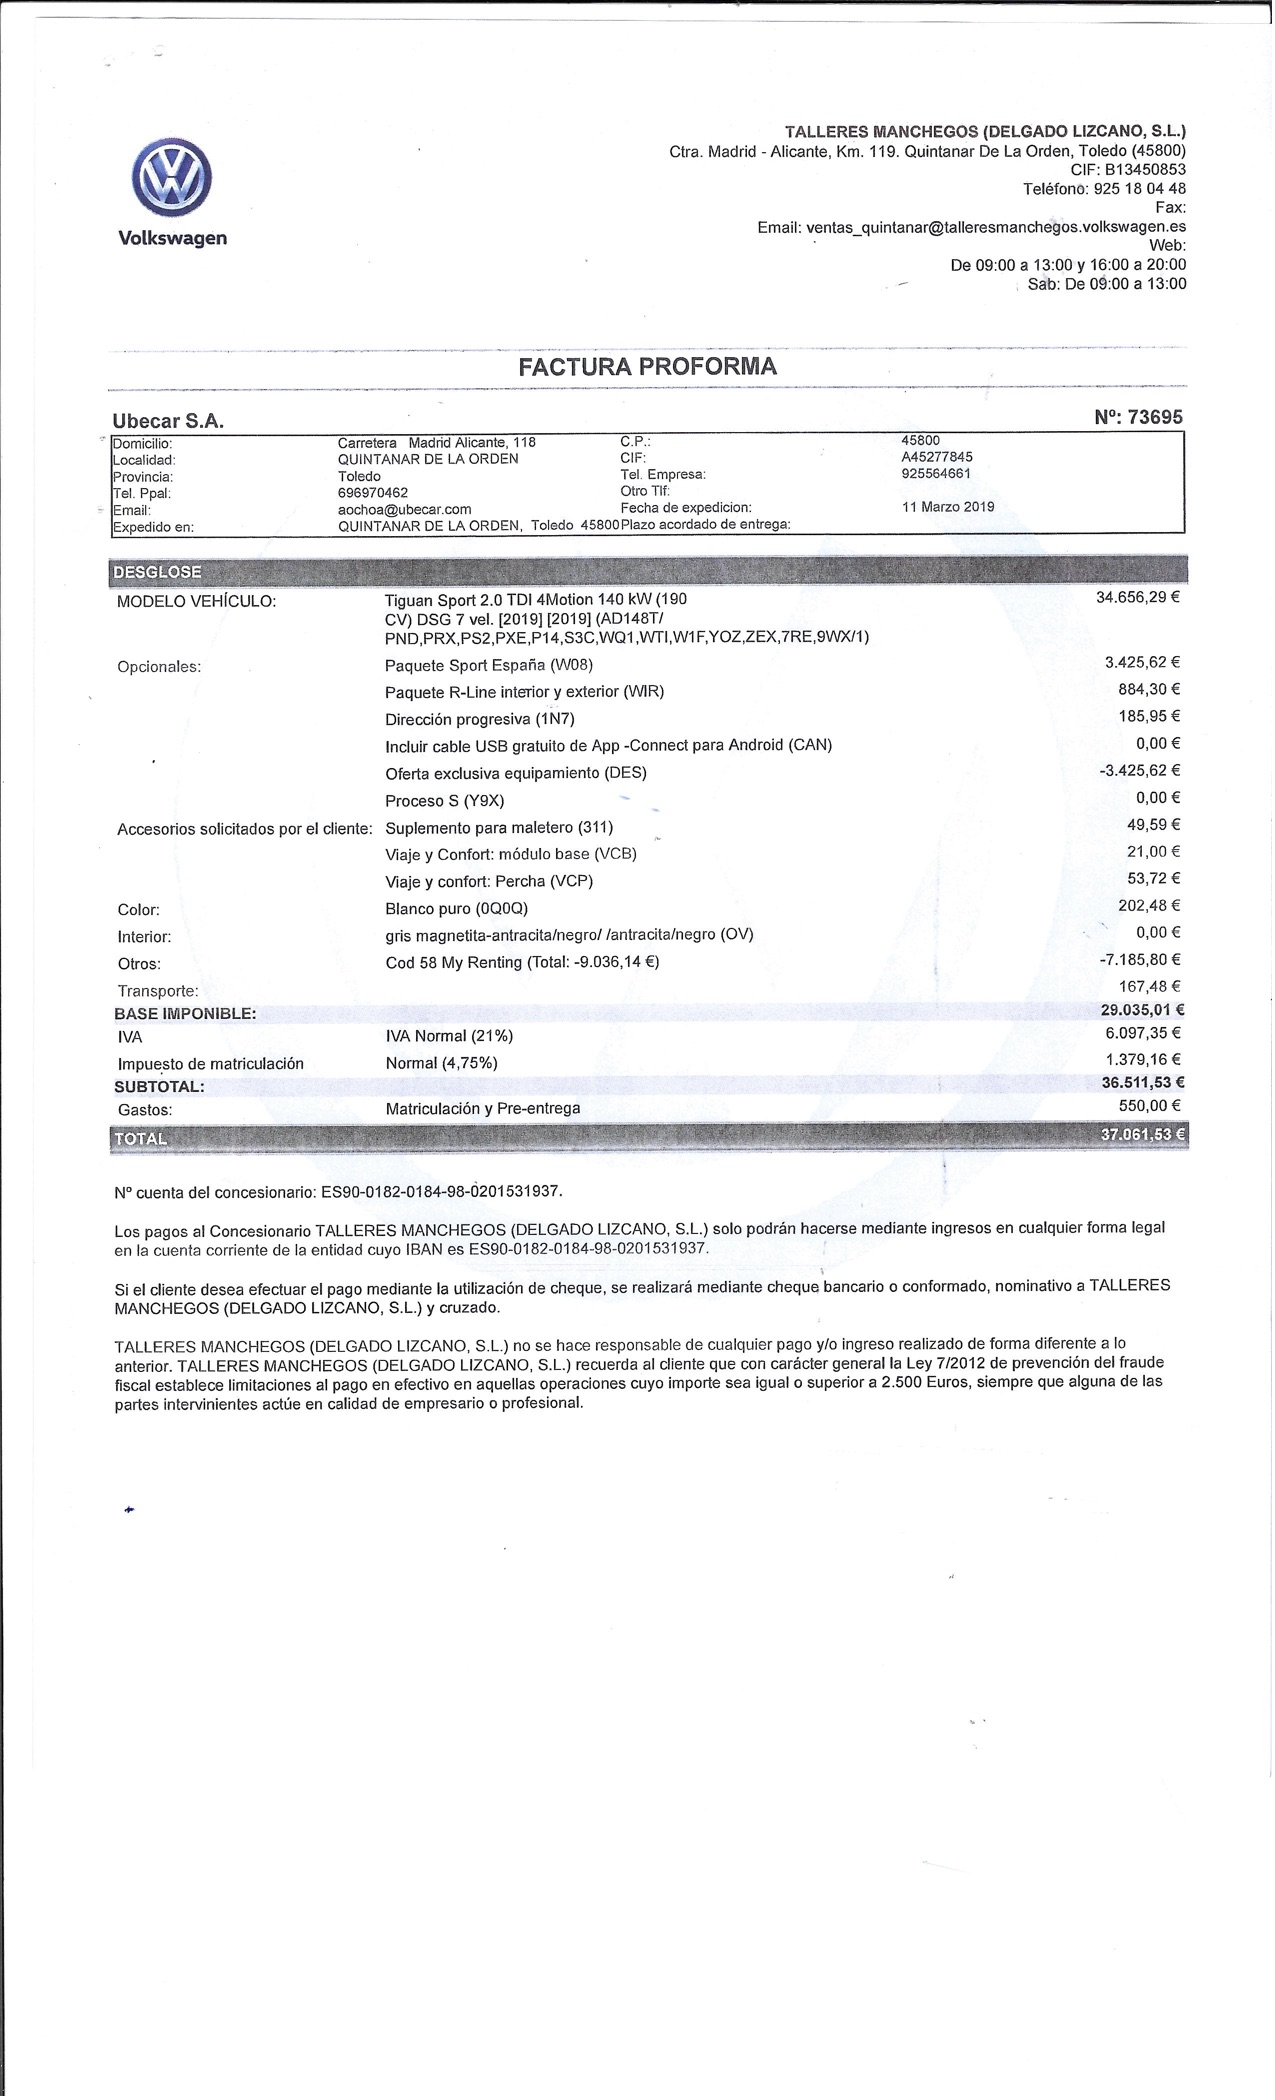 TALLERES MANCHEGOS (DELGADO LIZCANO, S.L.)
Ctra. Madrid - Alicante, Km. 119. Quintanar De La Orden, Toledo (45800)
CIF: B13450853
Teléfono: 925 18 04 48
Fax:
Email: ventas_quintanar@talleresmanchegos.volkswagen.es
Web:
De 09:00 a 13:00 y 16:00 a 20:00
Sab: De 09:00 a 13:00
Volkswagen
FACTURA PROFORMA
Ubecar S.A. Nº: 73695
Domicilio: Carretera Madrid Alicante, 118 C.P.: 45800
Localidad: QUINTANAR DE LA ORDEN CIF: A45277845
Provincia: Toledo Tel. Empresa: 925564661
Tel. Ppal: 696970462 Otro Tlf:
Email: aochoa@ubecar.com Fecha de expedicion: 11 Marzo 2019
Expedido en: QUINTANAR DE LA ORDEN, Toledo 45800 Plazo acordado de entrega:
DESGLOSE
MODELO VEHÍCULO: Tiguan Sport 2.0 TDI 4Motion 140 kW (190 34.656,29 €
CV) DSG 7 vel. [2019] [2019] (AD148T/
PND,PRX,PS2,PXE,P14,S3C,WQ1,WTI,W1F,YOZ,ZEX,7RE,9WX/1)
Opcionales: Paquete Sport España (W08) 3.425,62 €
Paquete R-Line interior y exterior (WIR) 884,30 €
Dirección progresiva (1N7) 185,95 €
Incluir cable USB gratuito de App -Connect para Android (CAN) 0,00 €
Oferta exclusiva equipamiento (DES) -3.425,62 €
Proceso S (Y9X) 0,00 €
Accesorios solicitados por el cliente: Suplemento para maletero (311) 49,59 €
Viaje y Confort: módulo base (VCB) 21,00 €
Viaje y confort: Percha (VCP) 53,72 €
Color: Blanco puro (0Q0Q) 202,48 €
Interior: gris magnetita-antracita/negro/ /antracita/negro (OV) 0,00 €
Otros: Cod 58 My Renting (Total: -9.036,14 €) -7.185,80 €
Transporte: 167,48 €
BASE IMPONIBLE: 29.035,01 €
IVA IVA Normal (21%) 6.097,35 €
Impuesto de matriculación Normal (4,75%) 1.379,16 €
SUBTOTAL: 36.511,53 €
Gastos: Matriculación y Pre-entrega 550,00 €
TOTAL 37.061,53 €
Nº cuenta del concesionario: ES90-0182-0184-98-0201531937.
Los pagos al Concesionario TALLERES MANCHEGOS (DELGADO LIZCANO, S.L.) solo podrán hacerse mediante ingresos en cualquier forma legal
en la cuenta corriente de la entidad cuyo IBAN es ES90-0182-0184-98-0201531937.
Si el cliente desea efectuar el pago mediante la utilización de cheque, se realizará mediante cheque bancario o conformado, nominativo a TALLERES
MANCHEGOS (DELGADO LIZCANO, S.L.) y cruzado.
TALLERES MANCHEGOS (DELGADO LIZCANO, S.L.) no se hace responsable de cualquier pago y/o ingreso realizado de forma diferente a lo
anterior. TALLERES MANCHEGOS (DELGADO LIZCANO, S.L.) recuerda al cliente que con carácter general la Ley 7/2012 de prevención del fraude
fiscal establece limitaciones al pago en efectivo en aquellas operaciones cuyo importe sea igual o superior a 2.500 Euros, siempre que alguna de las
partes intervinientes actúe en calidad de empresario o profesional.